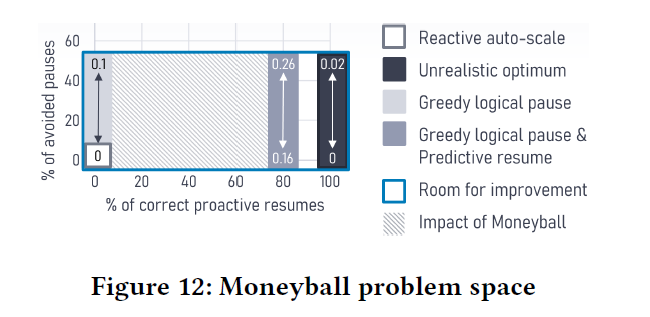 % of avoided pauses
60
40
20
0
0.1
0
0.26
0.16
0.02
0
0 20 40 60 80 100
% of correct proactive resumes
Reactive auto-scale
Unrealistic optimum
Greedy logical pause
Greedy logical pause &
Predictive resume
Room for improvement
Impact of Moneyball
Figure 12: Moneyball problem space